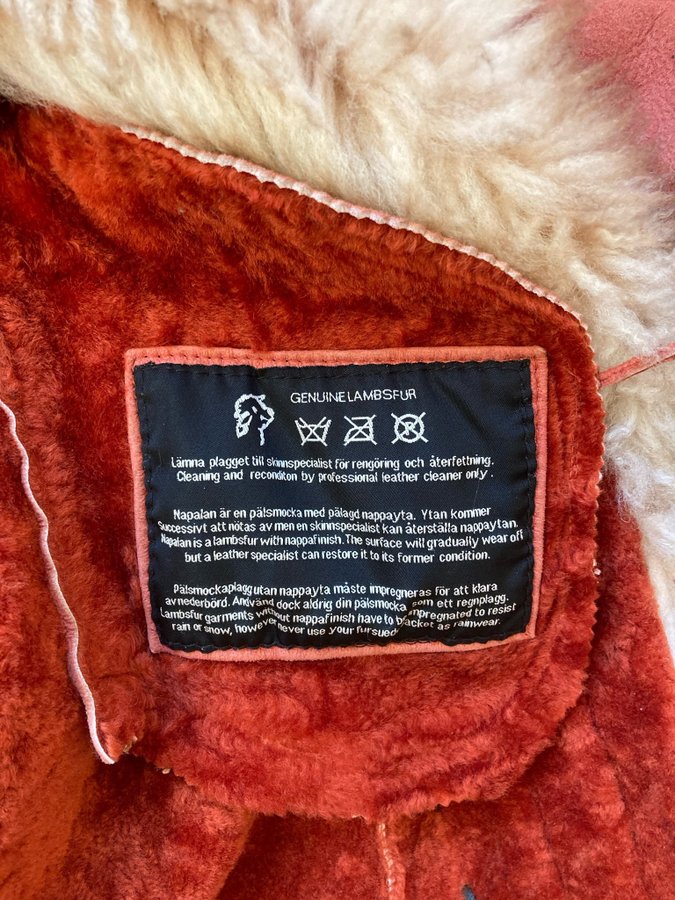 GENUINE LAMBSFUR
Lämna plagget till skinnspecialist för rengöring och återfettning.
Cleaning and reconditon by professional leather cleaner only .
Napalan är en pälsmocka med pälagd nappayta. Ytan kommer
Successivt att nötas av men en skinnspecialist kan återställa nappaytan.
Napalan is a lambsfur with nappafinish. The surface will gradually wear off
but a leather specialist can restore it to its former condition.
Pälsmockaplagg utan nappayta måste impregneras för att klara
av nederbörd. Använd dock aldrig din pälsmocka som ett regnplagg.
Lambsfur garments without nappafinish have to be impregnated to resist
rain or snow, however never use your fursuede jacket as rainwear.